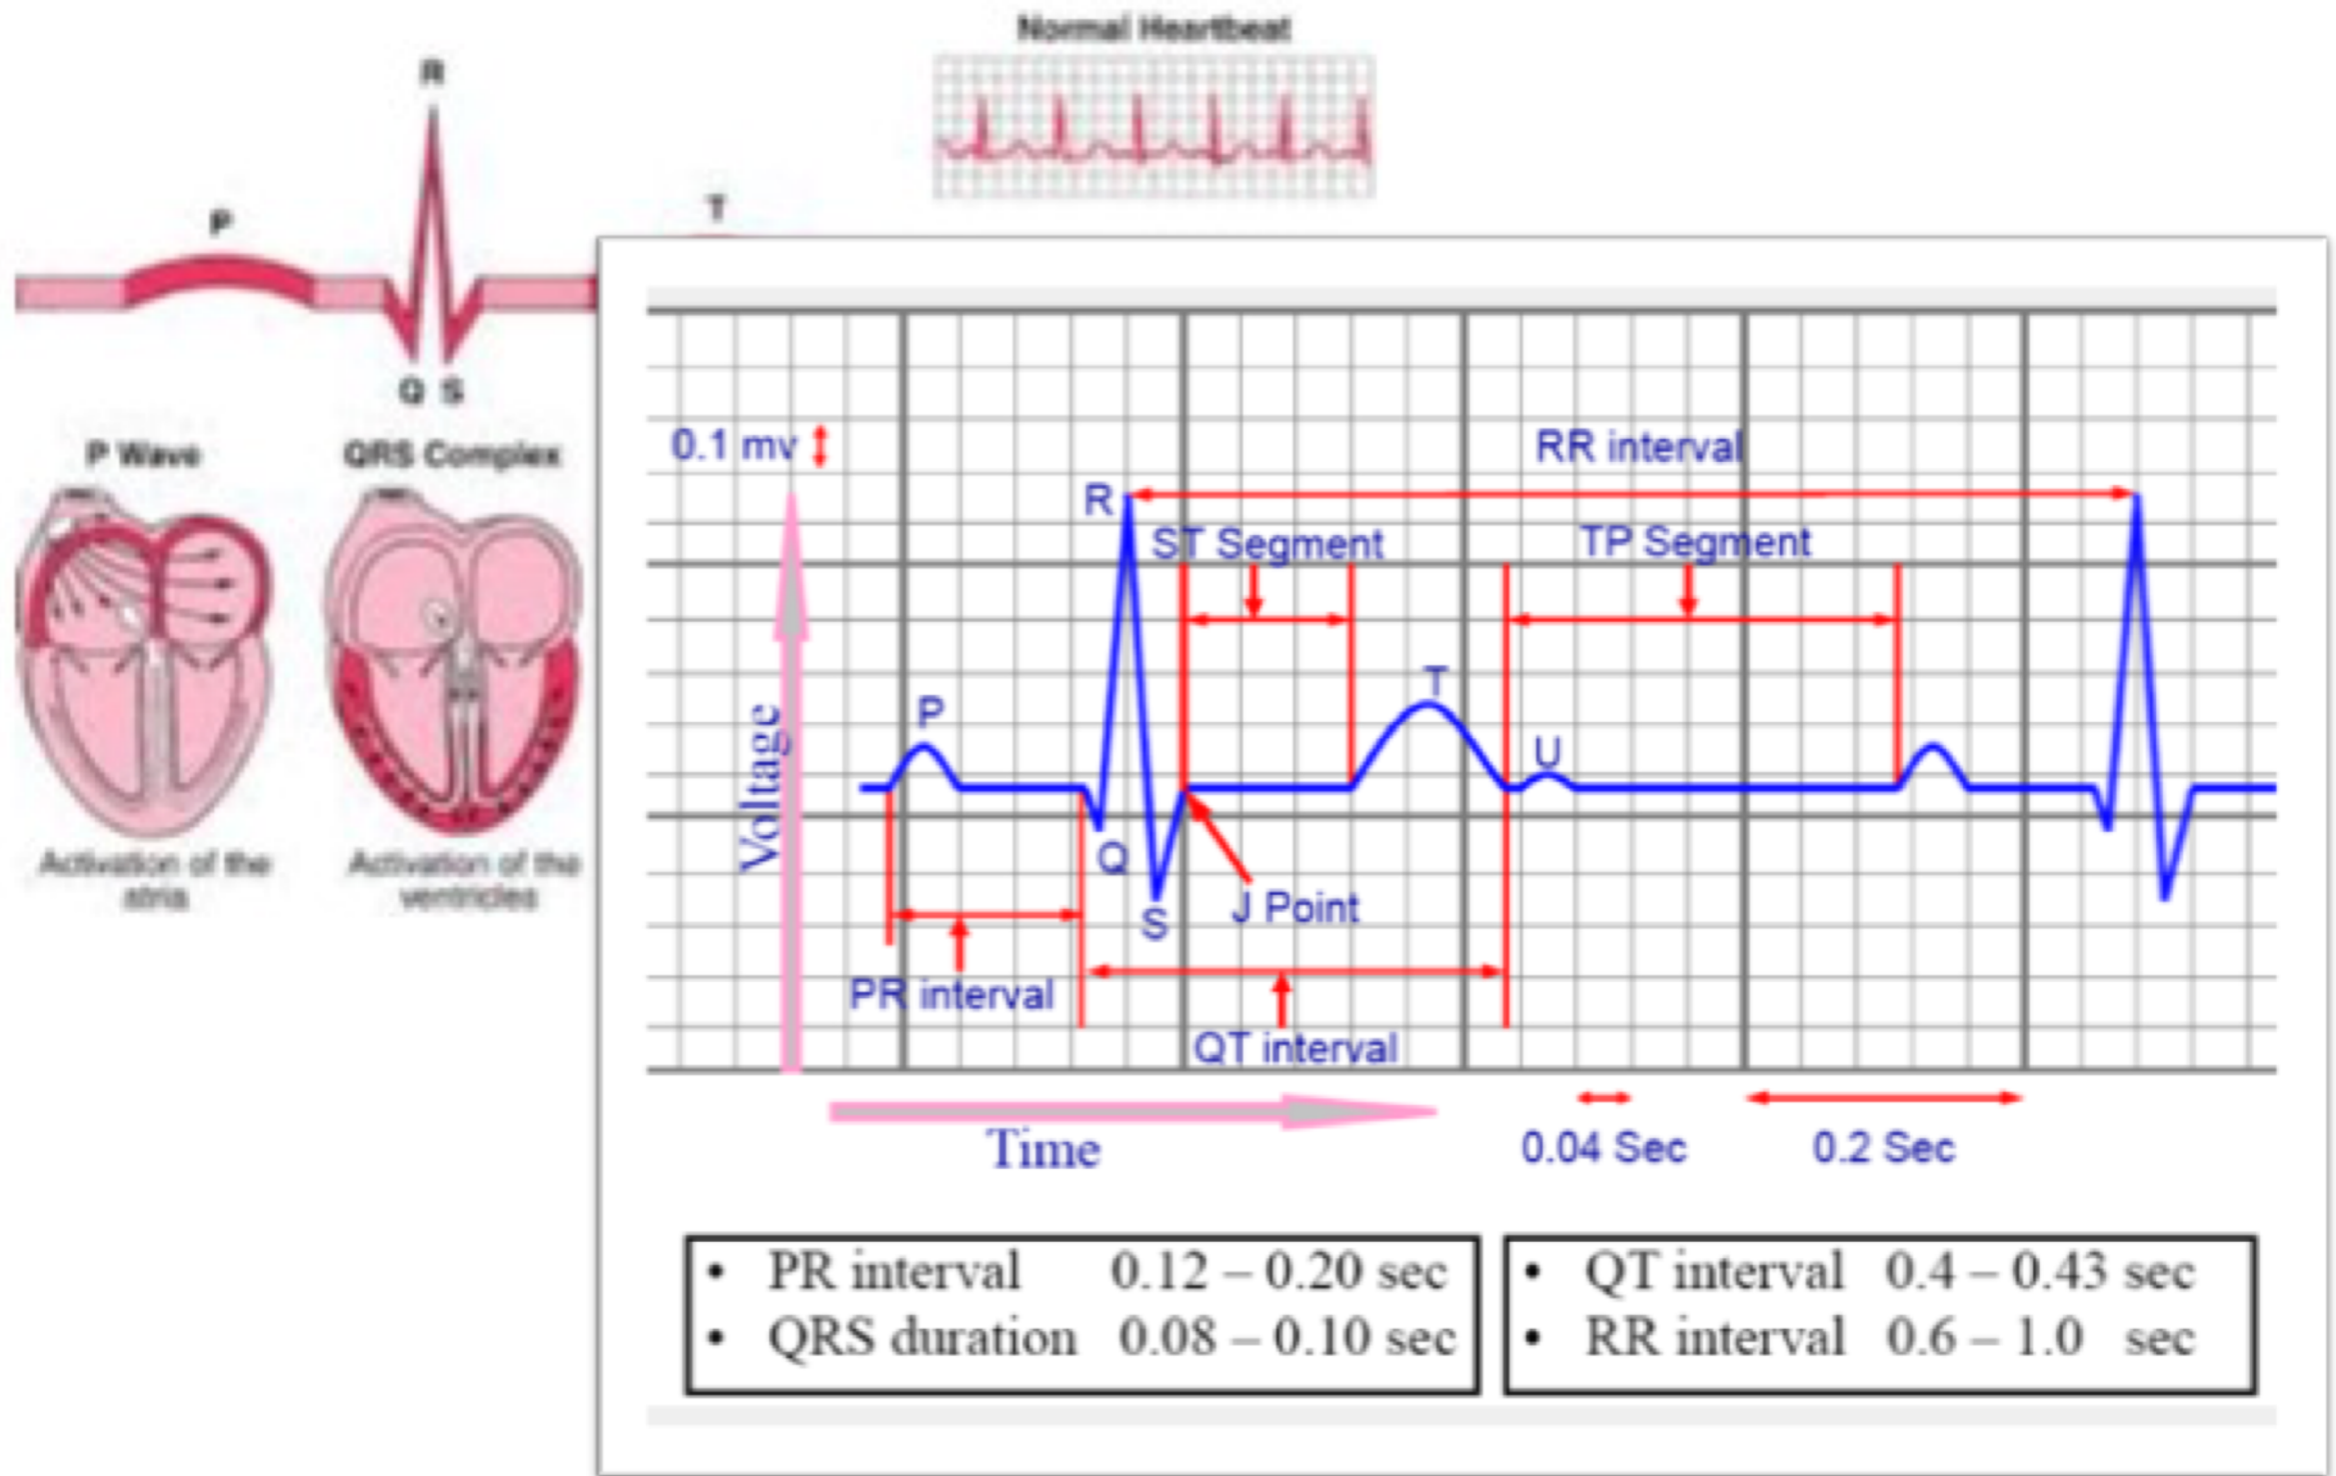 Normal Heartbeat
R
P
T
Q S
P Wave
QRS Complex
Activation of the
atria
Activation of the
ventricles
0.1 mv
RR interval
R
ST Segment
TP Segment
T
P
U
Voltage
Q
J Point
S
PR interval
QT interval
Time
0.04 Sec
0.2 Sec
• PR interval 0.12 – 0.20 sec
• QRS duration 0.08 – 0.10 sec
• QT interval 0.4 – 0.43 sec
• RR interval 0.6 – 1.0 sec